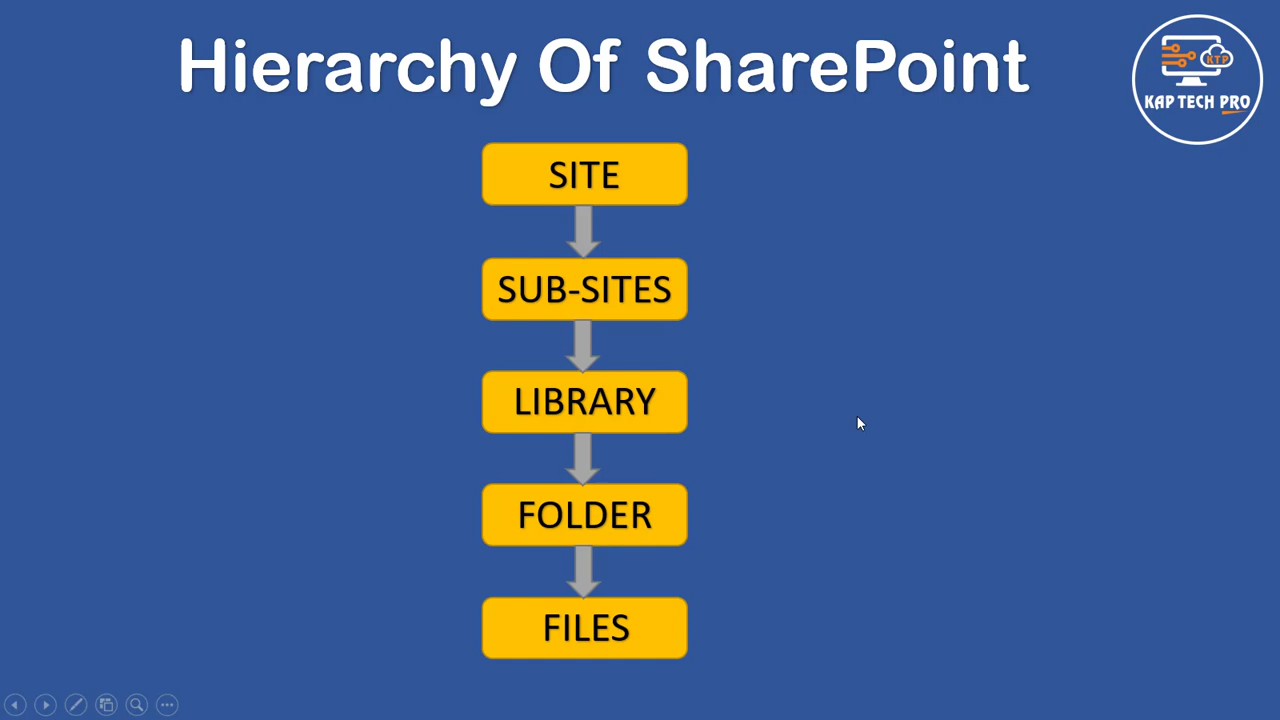 Hierarchy Of SharePoint
KTP
KAP TECH PRO
SITE
SUB-SITES
LIBRARY
FOLDER
FILES